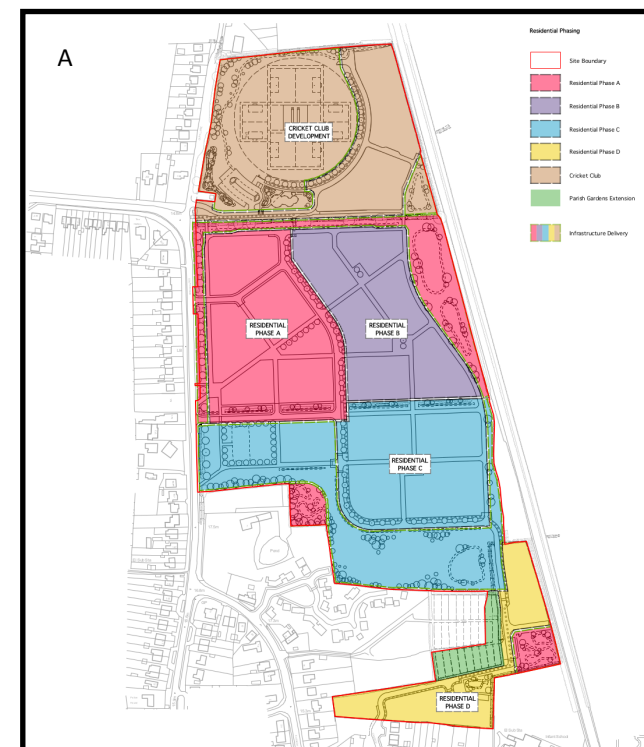 A
Residential Phasing
Site Boundary
Residential Phase A
Residential Phase B
Residential Phase C
Residential Phase D
Cricket Club
Parish Gardens Extension
Infrastructure Delivery
CRICKET CLUB
DEVELOPMENT
RESIDENTIAL
PHASE A
RESIDENTIAL
PHASE B
RESIDENTIAL
PHASE C
RESIDENTIAL
PHASE D